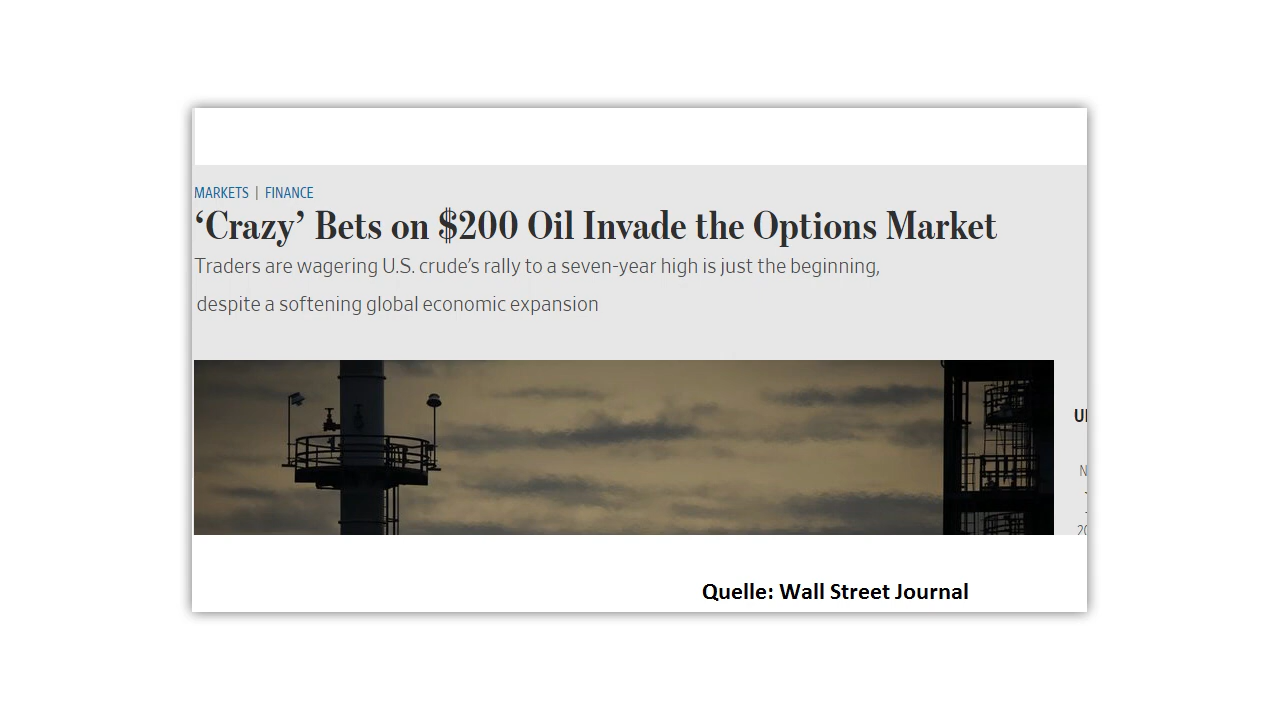 MARKETS | FINANCE
‘Crazy’ Bets on $200 Oil Invade the Options Market
Traders are wagering U.S. crude’s rally to a seven-year high is just the beginning,
despite a softening global economic expansion
Quelle: Wall Street Journal